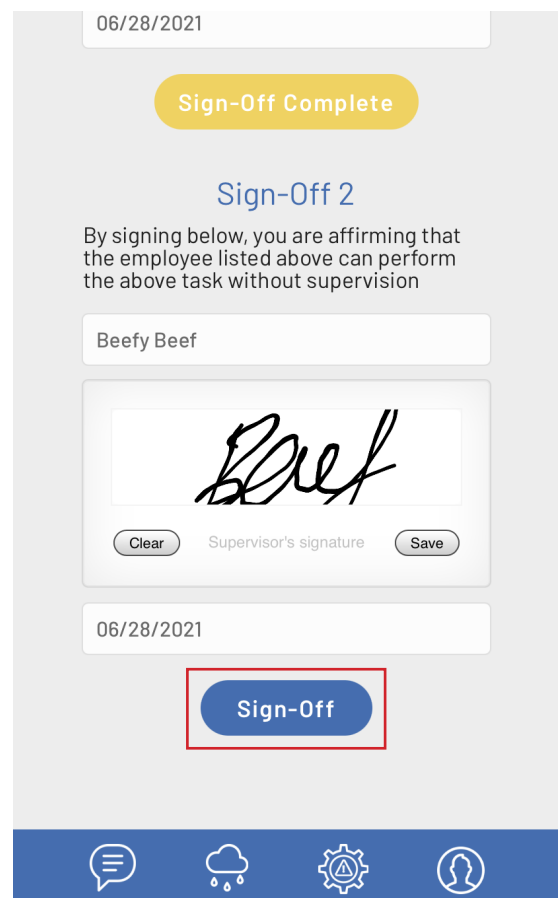 06/28/2021
Sign-Off Complete
Sign-Off 2
By signing below, you are affirming that
the employee listed above can perform
the above task without supervision
Beefy Beef
Beef
Clear Supervisor's signature Save
06/28/2021
Sign-Off